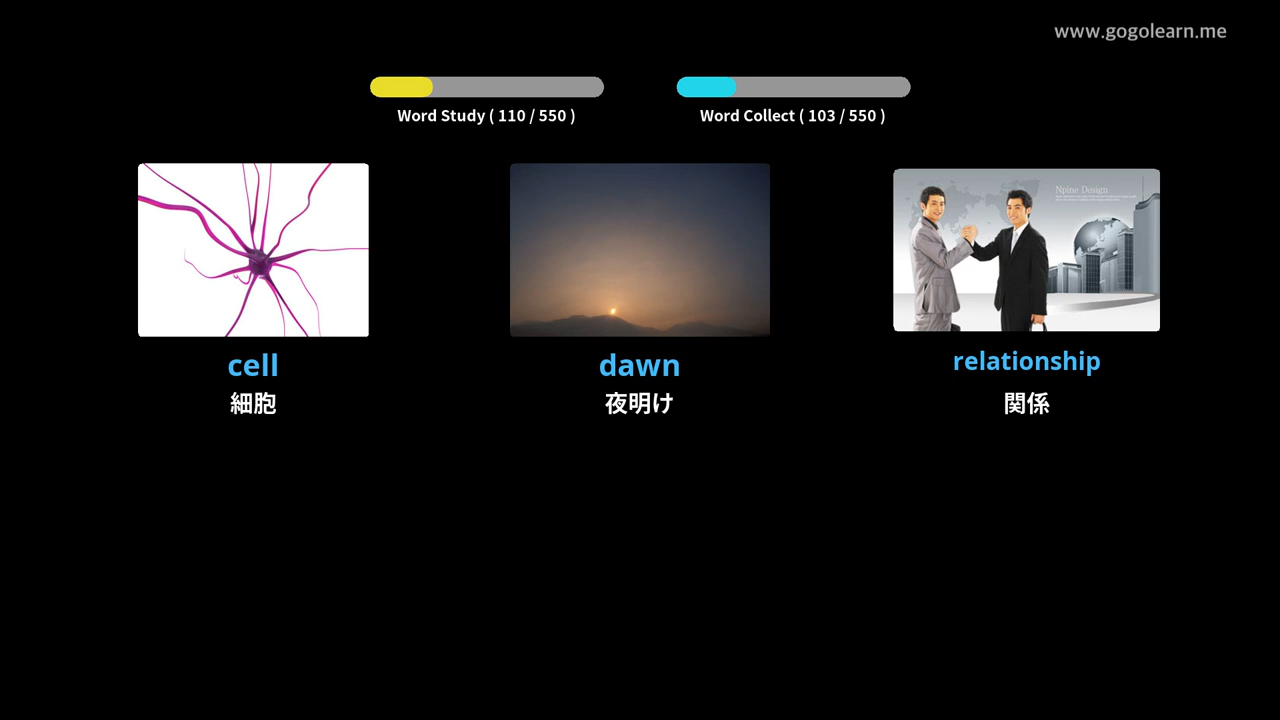 www.gogolearn.me
Word Study ( 110 / 550 )
Word Collect ( 103 / 550 )
Npine Design
cell
dawn
relationship
細胞
夜明け
関係